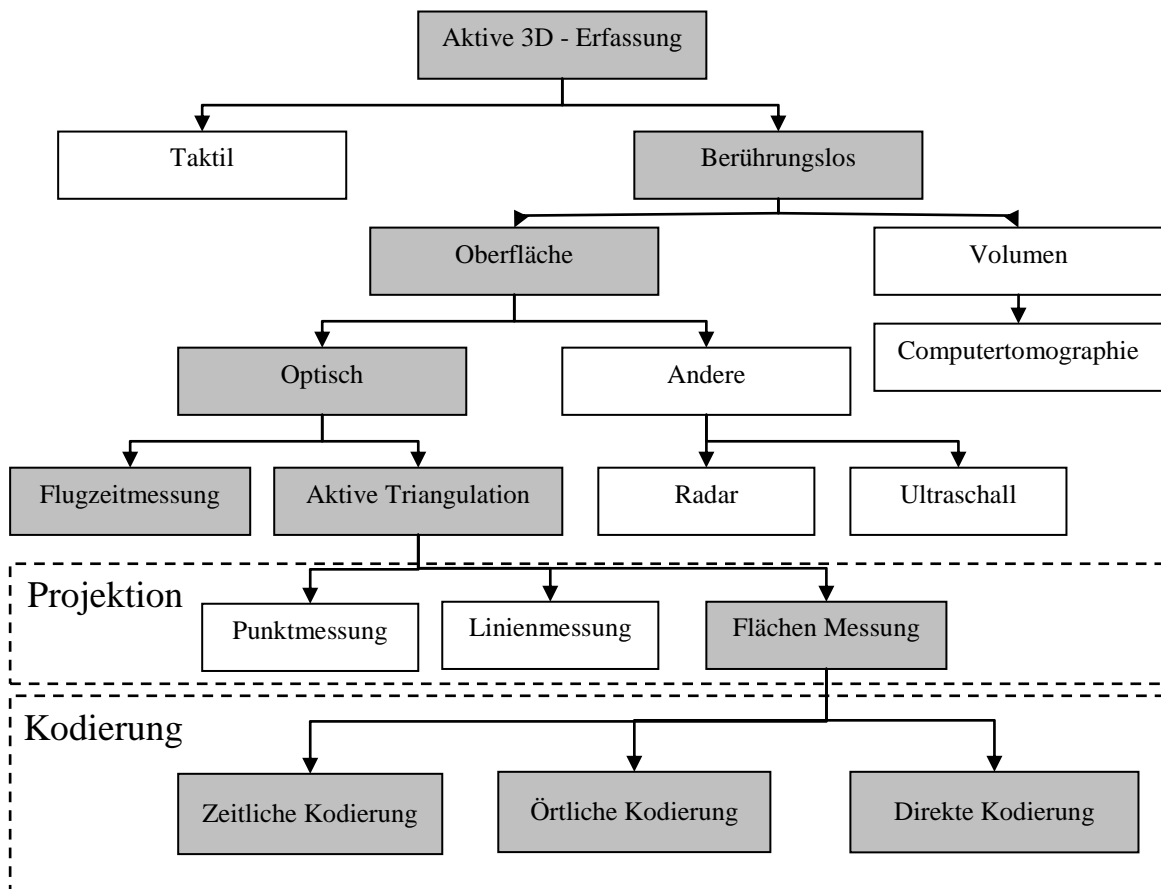 Aktive 3D - Erfassung
Taktil
Berührungslos
Oberfläche
Volumen
Optisch
Andere
Computertomographie
Flugzeitmessung
Aktive Triangulation
Radar
Ultraschall
Projektion
Punktmessung
Linienmessung
Flächen Messung
Kodierung
Zeitliche Kodierung
Örtliche Kodierung
Direkte Kodierung